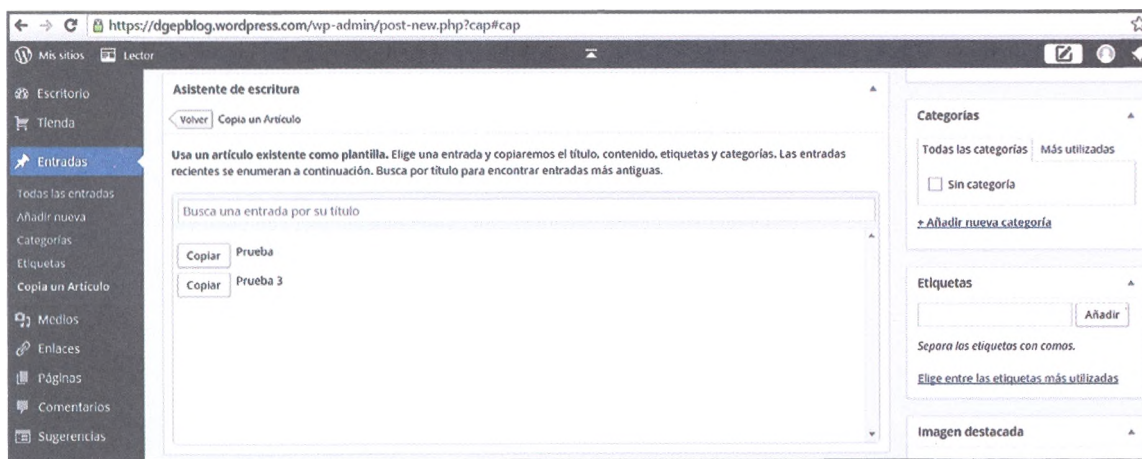 https://dgepblog.wordpress.com/wp-admin/post-new.php?cap#cap
Mis sitios Lector
Escritorio
Tienda
Entradas
Todas las entradas
Añadir nueva
Categorías
Etiquetas
Copia un Artículo
Medios
Enlaces
Páginas
Comentarios
Sugerencias
Asistente de escritura
Volver Copia un Artículo
Usa un artículo existente como plantilla. Elige una entrada y copiaremos el título, contenido, etiquetas y categorías. Las entradas
recientes se enumeran a continuación. Busca por título para encontrar entradas más antiguas.
Busca una entrada por su título
Copiar Prueba
Copiar Prueba 3
Categorías
Todas las categorías Más utilizadas
Sin categoría
+ Añadir nueva categoría
Etiquetas
Añadir
Separa las etiquetas con comas.
Elige entre las etiquetas más utilizadas
Imagen destacada